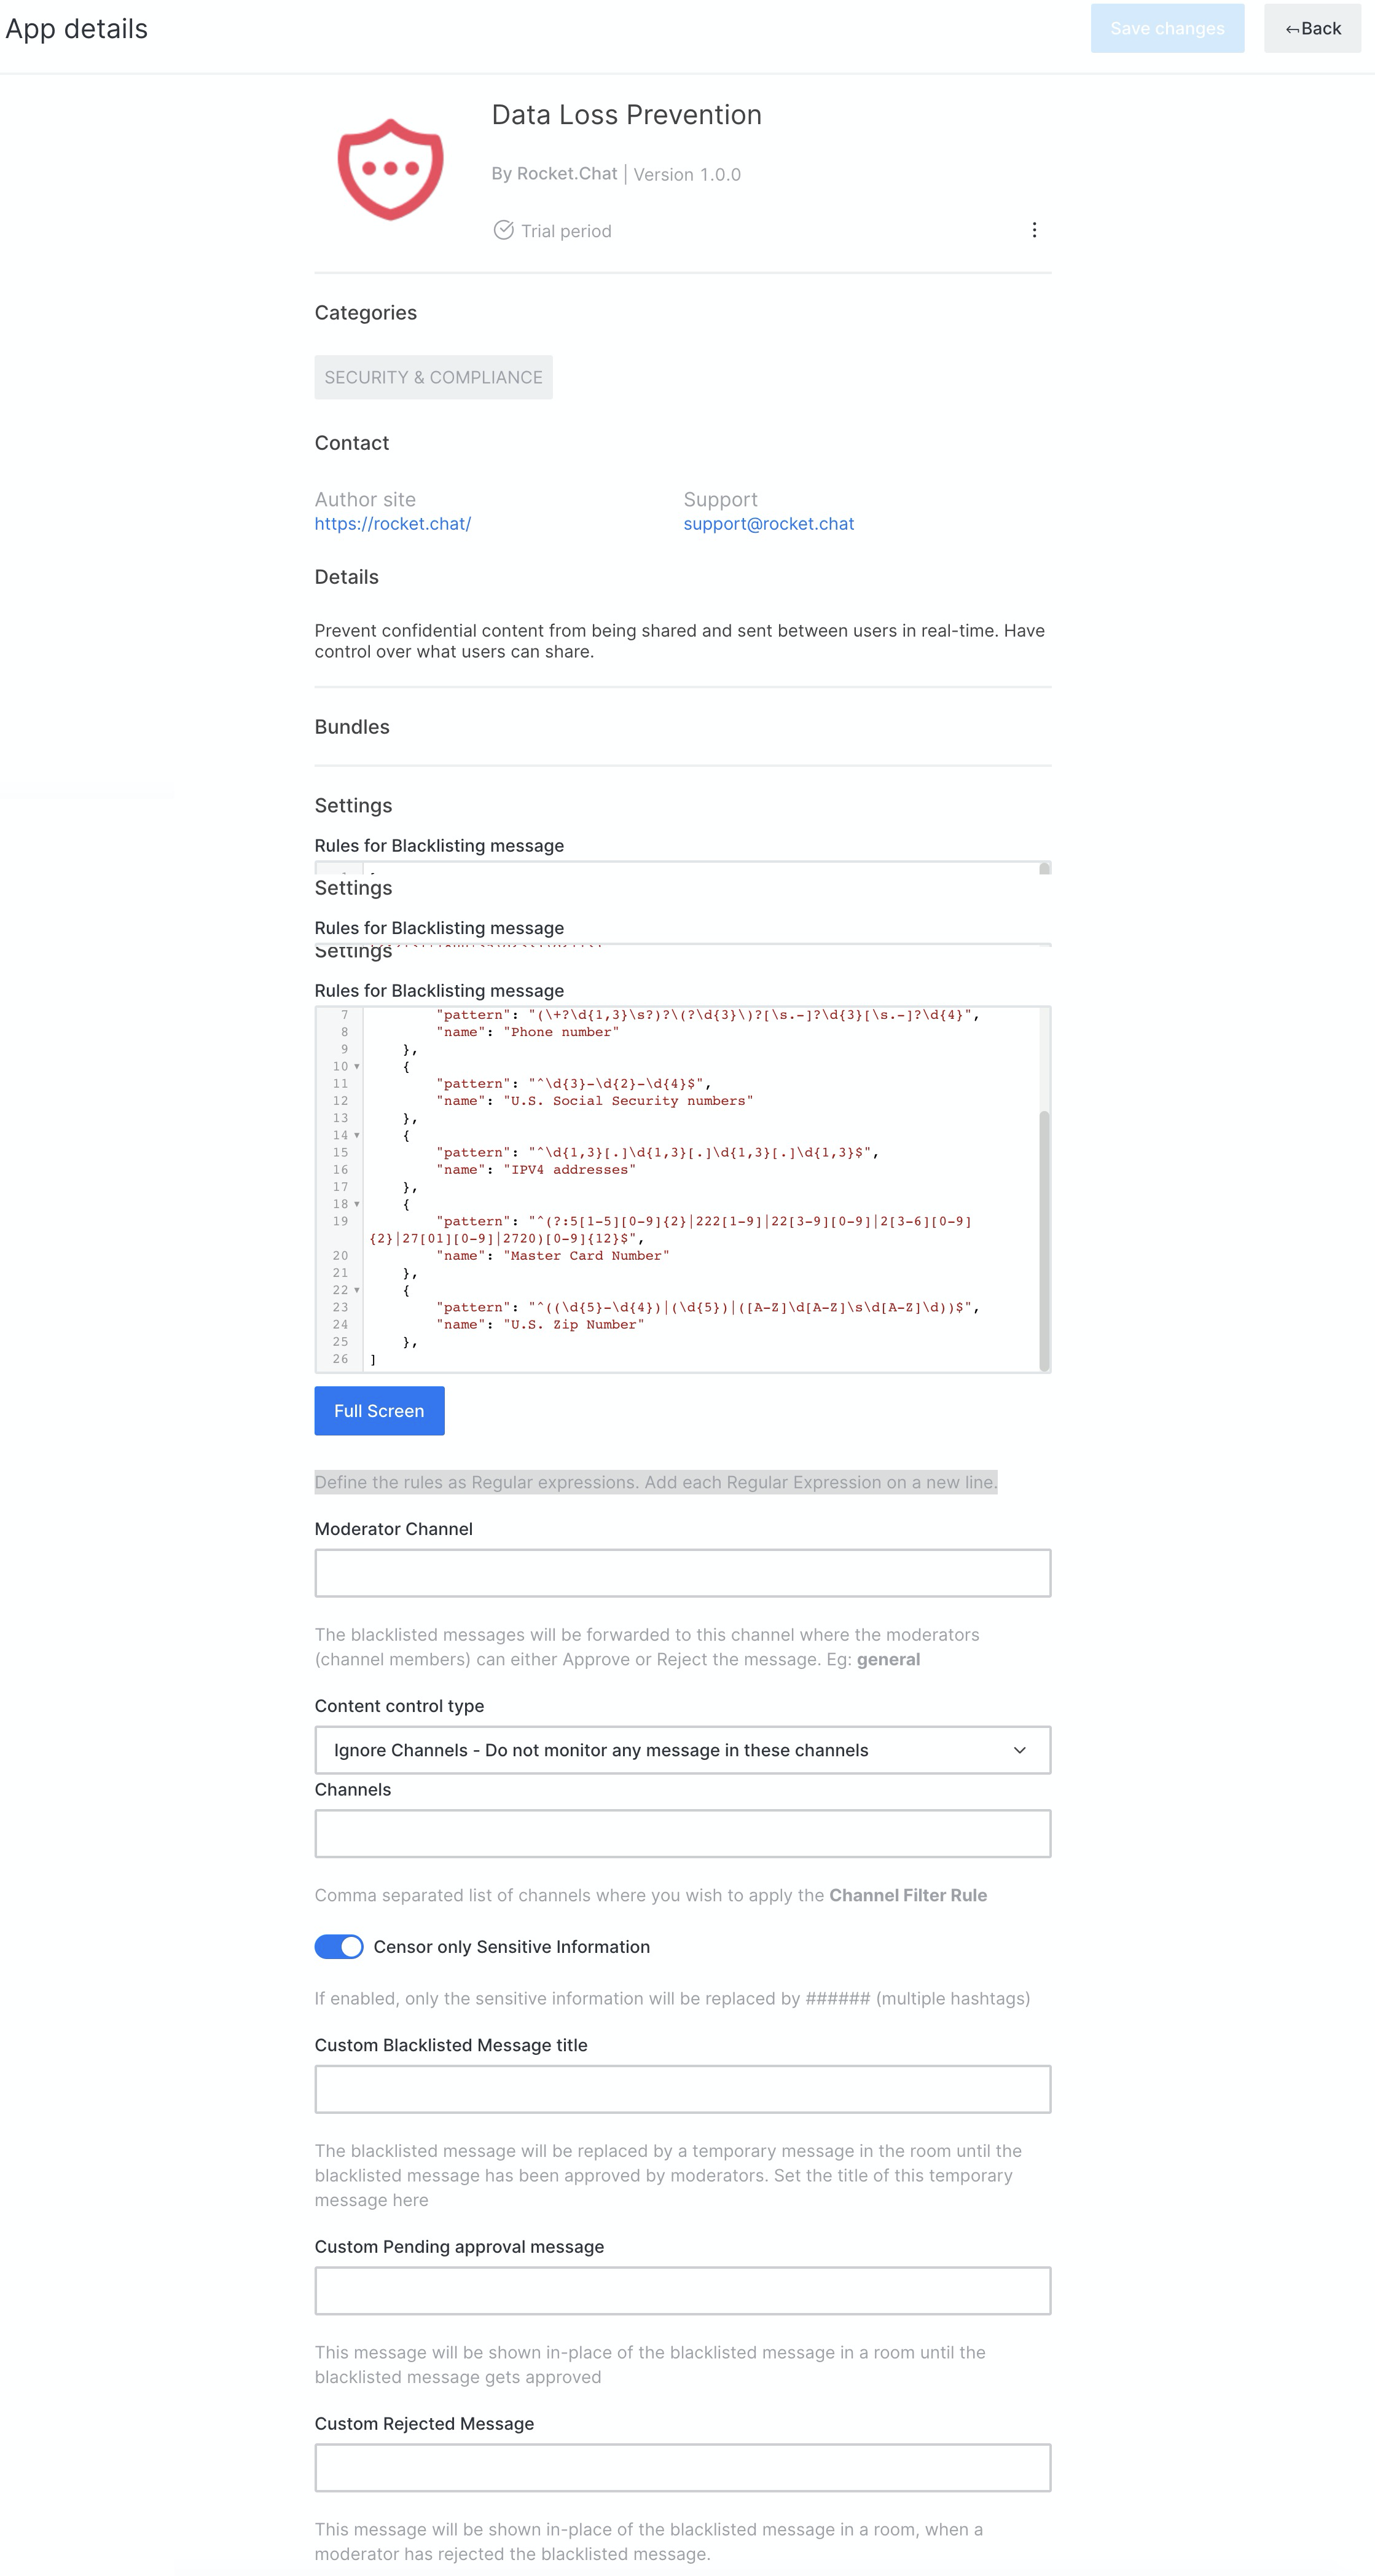 App details
Save changes
Back
Data Loss Prevention
By Rocket.Chat | Version 1.0.0
Trial period
Categories
SECURITY & COMPLIANCE
Contact
Author site
https://rocket.chat/
Support
support@rocket.chat
Details
Prevent confidential content from being shared and sent between users in real-time. Have
control over what users can share.
Bundles
Settings
Rules for Blacklisting message
Settings
Rules for Blacklisting message
Settings
Rules for Blacklisting message
7 "pattern": "(\+?\d{1,3}\s?)?\(?\d{3}\)?[\s.-]?\d{3}[\s.-]?\d{4}",
8 "name": "Phone number"
9 },
10 {
11 "pattern": "^\d{3}-\d{2}-\d{4}$",
12 "name": "U.S. Social Security numbers"
13 },
14 {
15 "pattern": "^\d{1,3}[.]\d{1,3}[.]\d{1,3}[.]\d{1,3}$",
16 "name": "IPV4 addresses"
17 },
18 {
19 "pattern": "^(?:5[1-5][0-9]{2}|222[1-9]|22[3-9][0-9]|2[3-6][0-9]
{2}|27[01][0-9]|2720)[0-9]{12}$",
20 "name": "Master Card Number"
21 },
22 {
23 "pattern": "^((\d{5}-\d{4})|(\d{5})|([A-Z]\d[A-Z]\s\d[A-Z]\d))$",
24 "name": "U.S. Zip Number"
25 },
26 ]
Full Screen
Define the rules as Regular expressions. Add each Regular Expression on a new line.
Moderator Channel
The blacklisted messages will be forwarded to this channel where the moderators
(channel members) can either Approve or Reject the message. Eg: general
Content control type
Ignore Channels - Do not monitor any message in these channels
Channels
Comma separated list of channels where you wish to apply the Channel Filter Rule
Censor only Sensitive Information
If enabled, only the sensitive information will be replaced by ###### (multiple hashtags)
Custom Blacklisted Message title
The blacklisted message will be replaced by a temporary message in the room until the
blacklisted message has been approved by moderators. Set the title of this temporary
message here
Custom Pending approval message
This message will be shown in-place of the blacklisted message in a room until the
blacklisted message gets approved
Custom Rejected Message
This message will be shown in-place of the blacklisted message in a room, when a
moderator has rejected the blacklisted message.